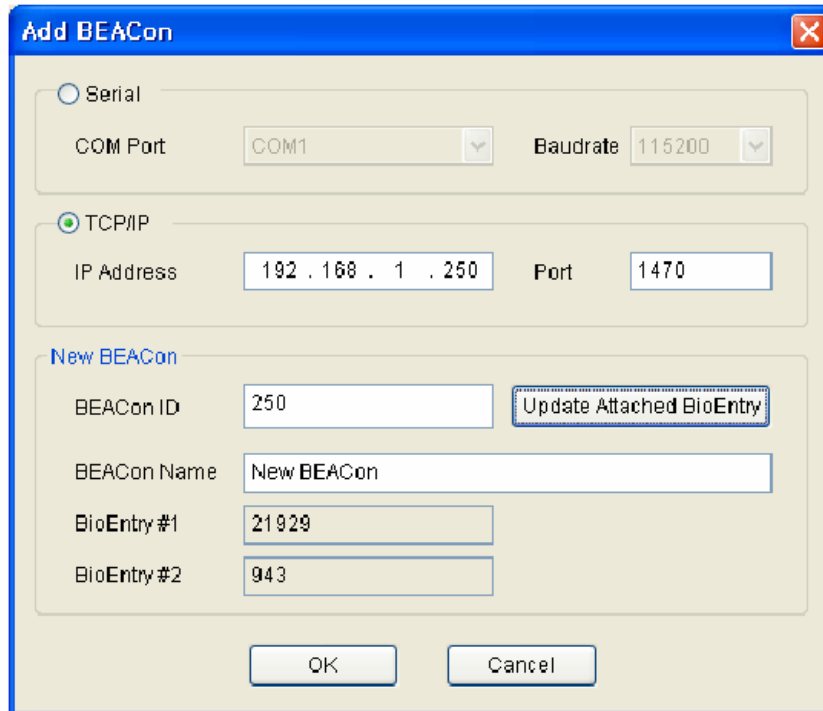 Add BEACon
Serial
COM Port COM1 Baudrate 115200
TCP/IP
IP Address 192 . 168 . 1 . 250 Port 1470
New BEACon
BEACon ID 250 Update Attached BioEntry
BEACon Name New BEACon
BioEntry #1 21929
BioEntry #2 943
OK Cancel